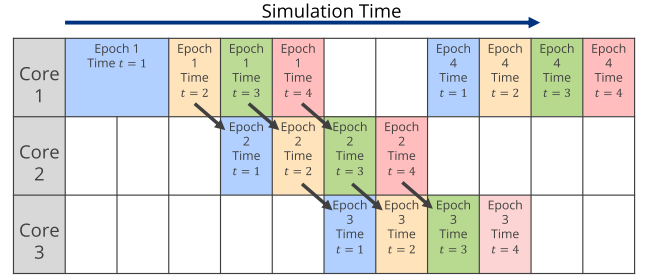 Simulation Time
Core
1
Epoch 1
Time t = 1
Epoch
1
Time
t = 2
Epoch
1
Time
t = 3
Epoch
1
Time
t = 4
Epoch
4
Time
t = 1
Epoch
4
Time
t = 2
Epoch
4
Time
t = 3
Epoch
4
Time
t = 4
Core
2
Epoch
2
Time
t = 1
Epoch
2
Time
t = 2
Epoch
2
Time
t = 3
Epoch
2
Time
t = 4
Core
3
Epoch
3
Time
t = 1
Epoch
3
Time
t = 2
Epoch
3
Time
t = 3
Epoch
3
Time
t = 4